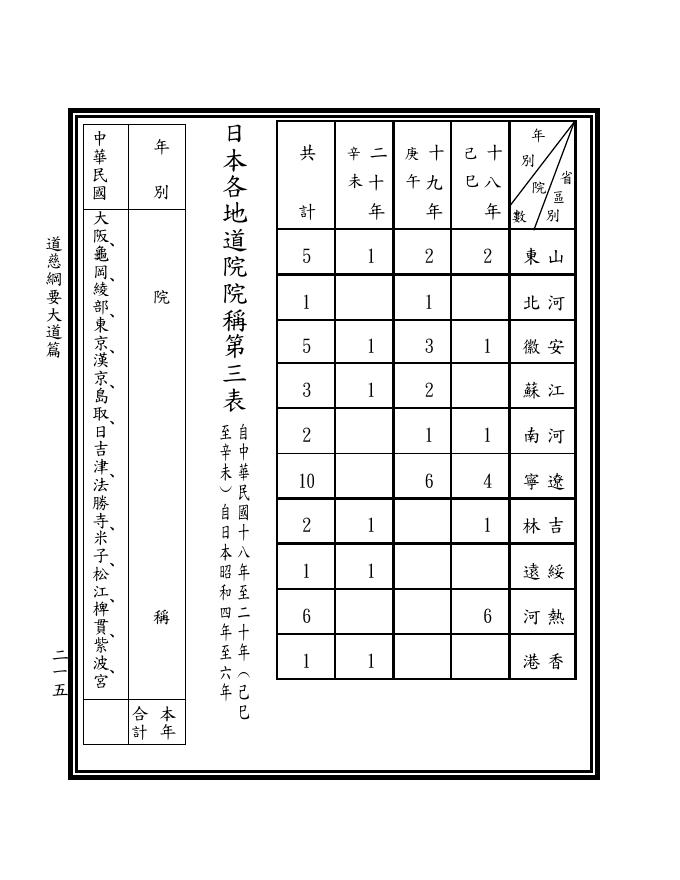 年別 院數 省區別
十八年 己巳
十九年 庚午
二十年 辛未
共計
山東 2 2 1 5
河北 1 1
安徽 1 3 1 5
江蘇 2 1 3
河南 1 1 2
遼寧 4 6 10
吉林 1 1 2
綏遠 1 1
熱河 6 6
香港 1 1
日本各地道院院稱第三表
自中華民國十八年至二十年（己巳
至辛未）自日本昭和四年至六年
年別 院稱 本年合計
中華民國
大阪、龜岡、綾部、東京、漢京、島取、日吉津、法勝寺、米子、松江、椑貫、紫波、宮
道慈綱要大道篇
二一五